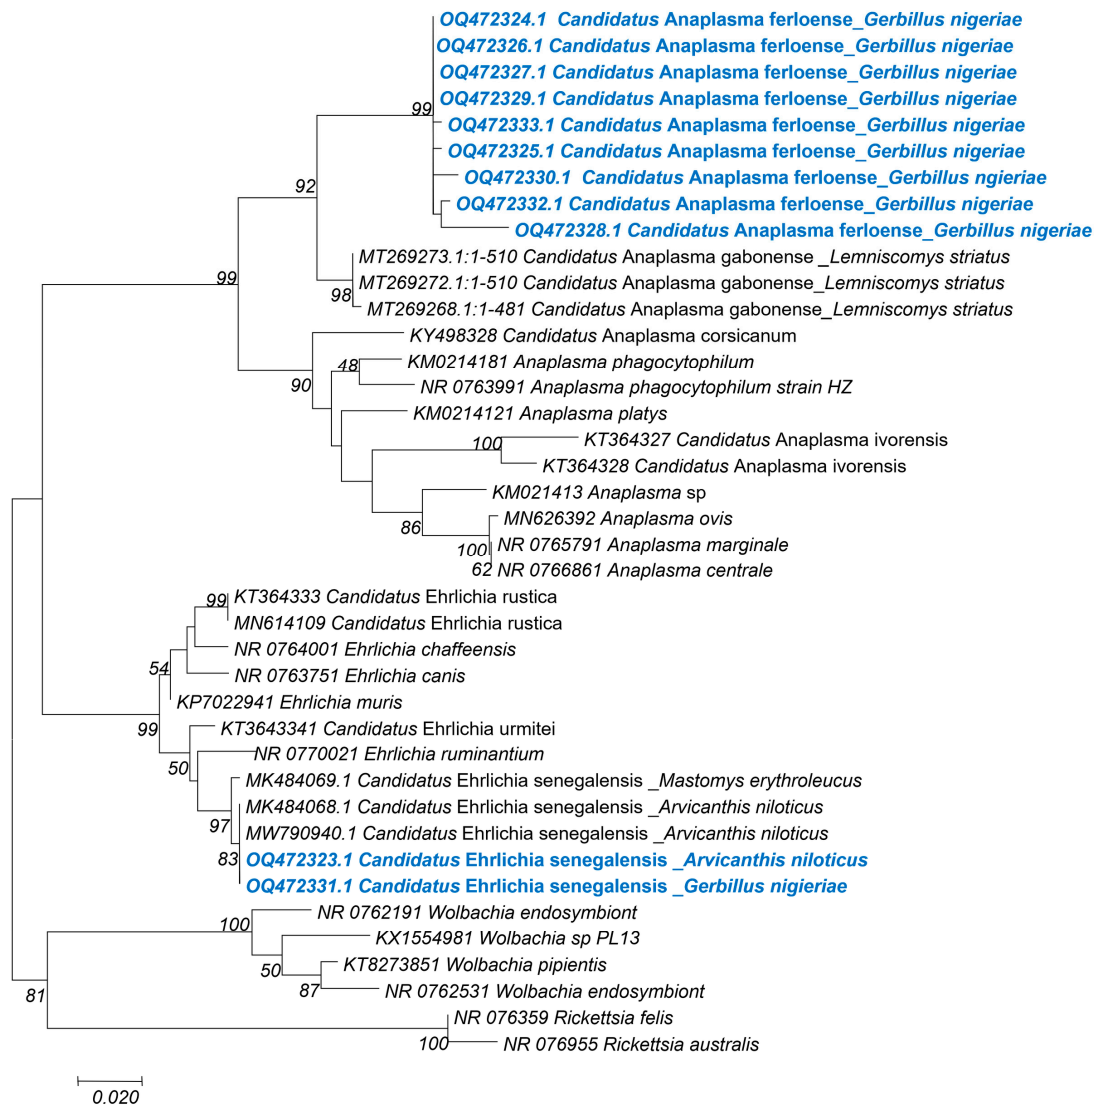 OQ472324.1 Candidatus Anaplasma ferloense_Gerbillus nigeriae
OQ472326.1 Candidatus Anaplasma ferloense_Gerbillus nigeriae
OQ472327.1 Candidatus Anaplasma ferloense_Gerbillus nigeriae
OQ472329.1 Candidatus Anaplasma ferloense_Gerbillus nigeriae
99
OQ472333.1 Candidatus Anaplasma ferloense_Gerbillus nigeriae
OQ472325.1 Candidatus Anaplasma ferloense_Gerbillus nigeriae
OQ472330.1 Candidatus Anaplasma ferloense_Gerbillus ngieriae
92
OQ472332.1 Candidatus Anaplasma ferloense_Gerbillus nigeriae
OQ472328.1 Candidatus Anaplasma ferloense_Gerbillus nigeriae
MT269273.1:1-510 Candidatus Anaplasma gabonense _Lemniscomys striatus
99
MT269272.1:1-510 Candidatus Anaplasma gabonense_Lemniscomys striatus
98
MT269268.1:1-481 Candidatus Anaplasma gabonense_Lemniscomys striatus
KY498328 Candidatus Anaplasma corsicanum
48
KM0214181 Anaplasma phagocytophilum
90
NR 0763991 Anaplasma phagocytophilum strain HZ
KM0214121 Anaplasma platys
100
KT364327 Candidatus Anaplasma ivorensis
KT364328 Candidatus Anaplasma ivorensis
KM021413 Anaplasma sp
86
MN626392 Anaplasma ovis
100
NR 0765791 Anaplasma marginale
62
NR 0766861 Anaplasma centrale
99
KT364333 Candidatus Ehrlichia rustica
MN614109 Candidatus Ehrlichia rustica
NR 0764001 Ehrlichia chaffeensis
54
NR 0763751 Ehrlichia canis
KP7022941 Ehrlichia muris
99
KT3643341 Candidatus Ehrlichia urmitei
NR 0770021 Ehrlichia ruminantium
50
MK484069.1 Candidatus Ehrlichia senegalensis _Mastomys erythroleucus
MK484068.1 Candidatus Ehrlichia senegalensis _Arvicanthis niloticus
97
MW790940.1 Candidatus Ehrlichia senegalensis _Arvicanthis niloticus
83
OQ472323.1 Candidatus Ehrlichia senegalensis _Arvicanthis niloticus
OQ472331.1 Candidatus Ehrlichia senegalensis _Gerbillus nigieriae
NR 0762191 Wolbachia endosymbiont
100
KX1554981 Wolbachia sp PL13
50
KT8273851 Wolbachia pipientis
87
NR 0762531 Wolbachia endosymbiont
81
NR 076359 Rickettsia felis
100
NR 076955 Rickettsia australis
0.020